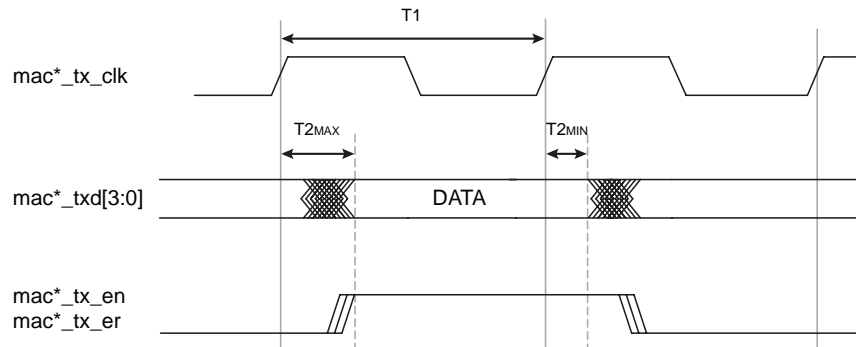 T1
mac*_tx_clk
T2MAX
T2MIN
mac*_txd[3:0]
DATA
mac*_tx_en
mac*_tx_er